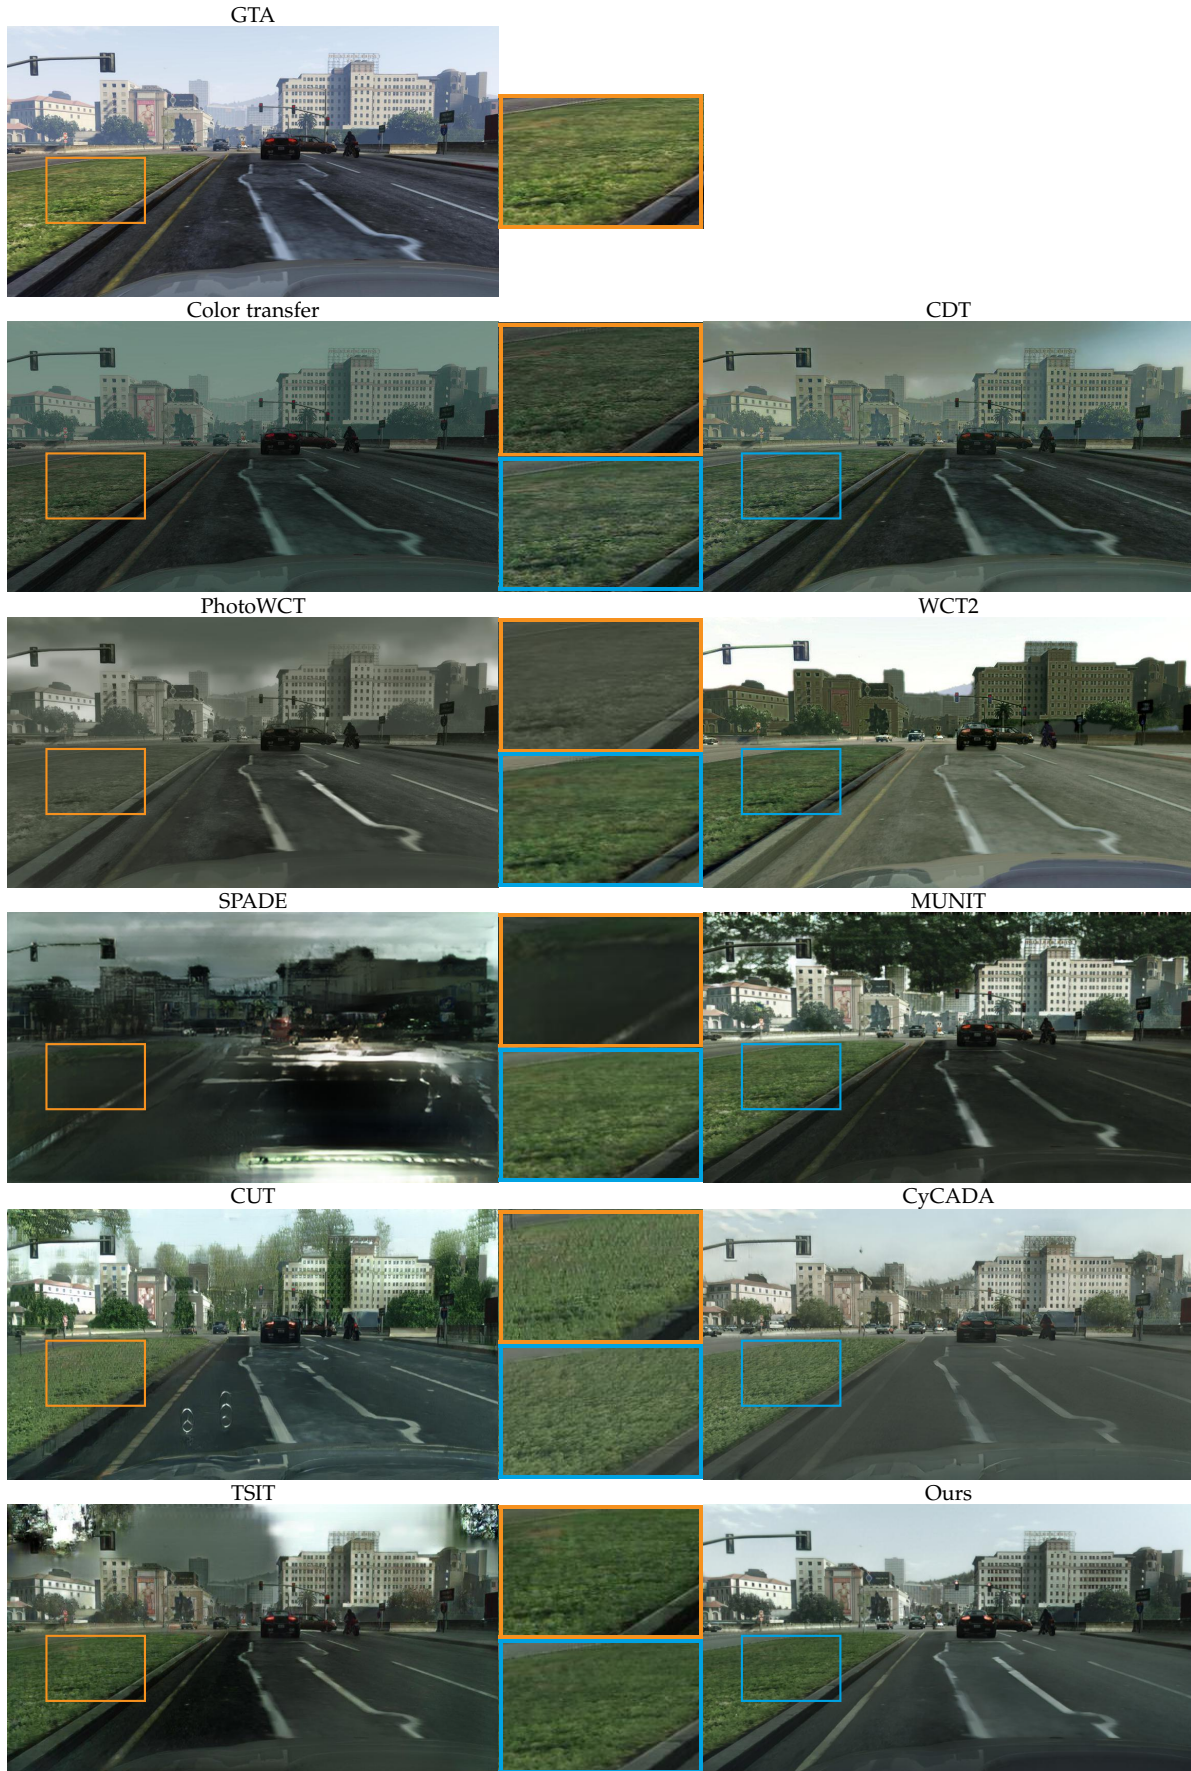 GTA
Color transfer
CDT
PhotoWCT
WCT2
SPADE
MUNIT
CUT
CyCADA
TSIT
Ours